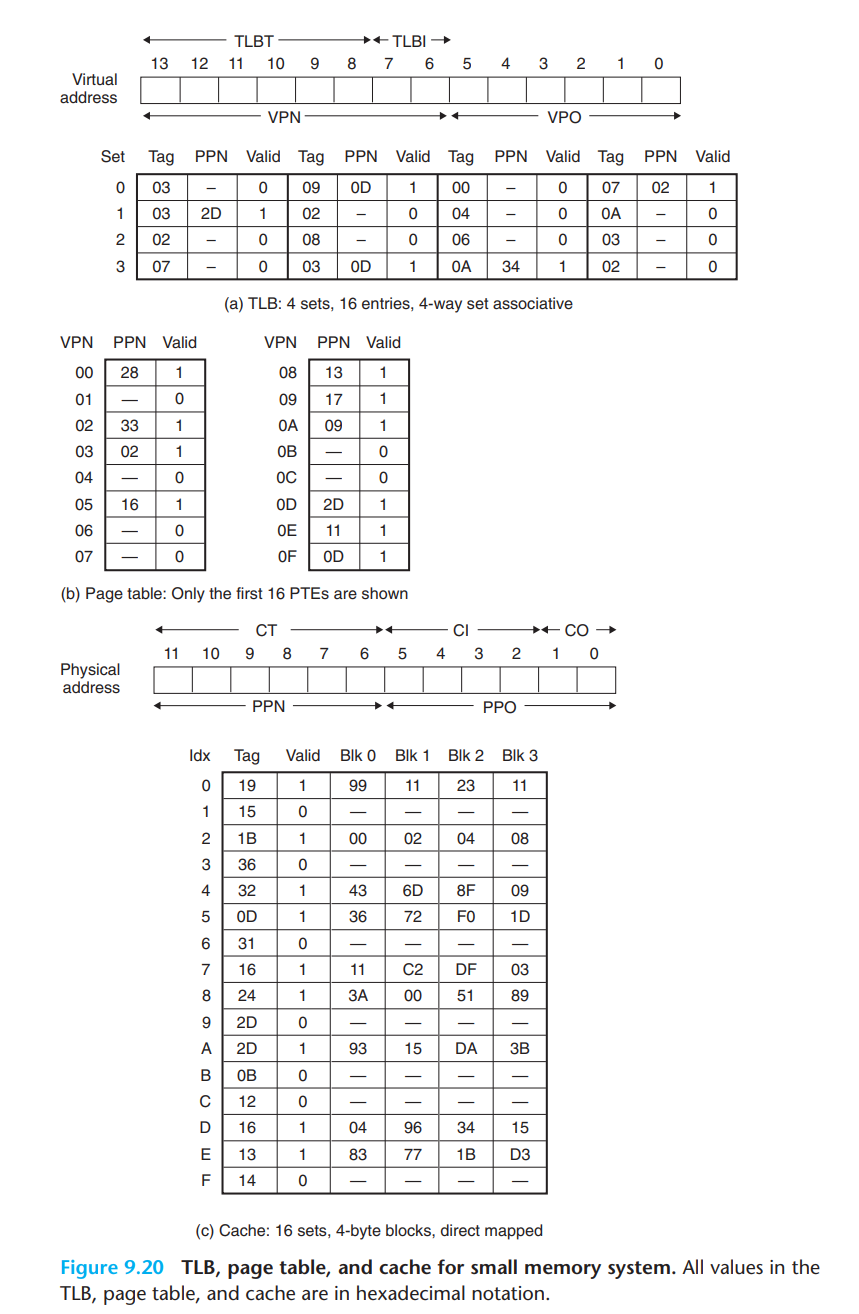 TLBT TLBI
13 12 11 10 9 8 7 6 5 4 3 2 1 0
Virtual
address
VPN VPO
Set Tag PPN Valid Tag PPN Valid Tag PPN Valid Tag PPN Valid
0 03 – 0 09 0D 1 00 – 0 07 02 1
1 03 2D 1 02 – 0 04 – 0 0A – 0
2 02 – 0 08 – 0 06 – 0 03 – 0
3 07 – 0 03 0D 1 0A 34 1 02 – 0
(a) TLB: 4 sets, 16 entries, 4-way set associative
VPN PPN Valid VPN PPN Valid
00 28 1 08 13 1
01 — 0 09 17 1
02 33 1 0A 09 1
03 02 1 0B — 0
04 — 0 0C — 0
05 16 1 0D 2D 1
06 — 0 0E 11 1
07 — 0 0F 0D 1
(b) Page table: Only the first 16 PTEs are shown
CT CI CO
11 10 9 8 7 6 5 4 3 2 1 0
Physical
address
PPN PPO
Idx Tag Valid Blk 0 Blk 1 Blk 2 Blk 3
0 19 1 99 11 23 11
1 15 0 — — — —
2 1B 1 00 02 04 08
3 36 0 — — — —
4 32 1 43 6D 8F 09
5 0D 1 36 72 F0 1D
6 31 0 — — — —
7 16 1 11 C2 DF 03
8 24 1 3A 00 51 89
9 2D 0 — — — —
A 2D 1 93 15 DA 3B
B 0B 0 — — — —
C 12 0 — — — —
D 16 1 04 96 34 15
E 13 1 83 77 1B D3
F 14 0 — — — —
(c) Cache: 16 sets, 4-byte blocks, direct mapped
Figure 9.20 TLB, page table, and cache for small memory system. All values in the
TLB, page table, and cache are in hexadecimal notation.